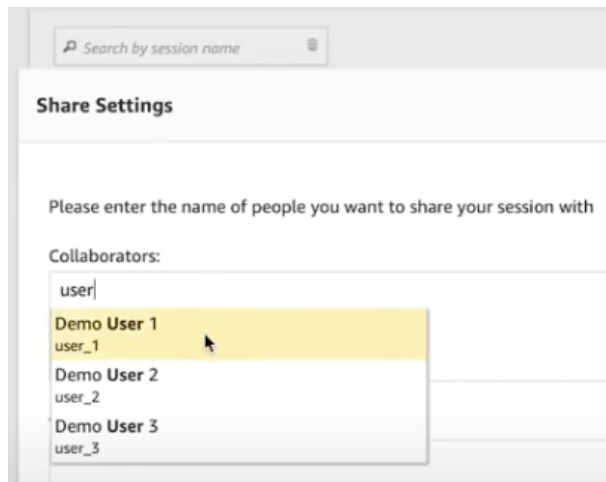 Search by session name
Share Settings
Please enter the name of people you want to share your session with
Collaborators:
user
Demo User 1
user_1
Demo User 2
user_2
Demo User 3
user_3